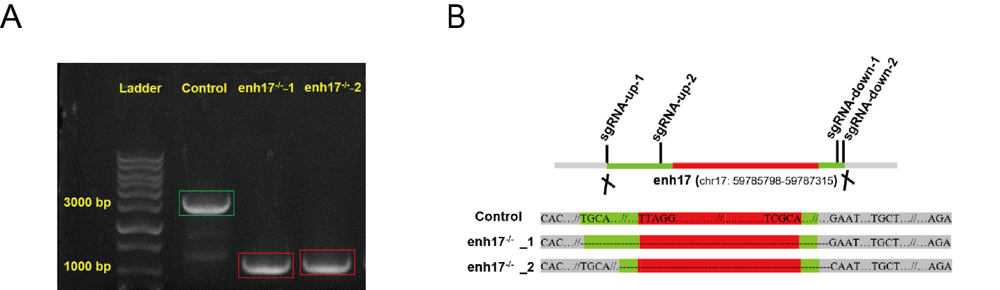 A
Ladder Control enh17-/-_1 enh17-/-_2
3000 bp
1000 bp
B
sgRNA-up-1
sgRNA-up-2
sgRNA-down-1
sgRNA-down-2
enh17 (chr17: 59785798-59787315)
Control CAC...//TGCA...//...TTAGG............//................TCGCA...//...GAAT...TGCT...//...AGA
enh17-/- _1 CAC...//--------------------------------------------------GAAT...TGCT...//...AGA
enh17-/- _2 CAC...//TGCA//.------------------------------------------CAAT...TGCT...//...AGA